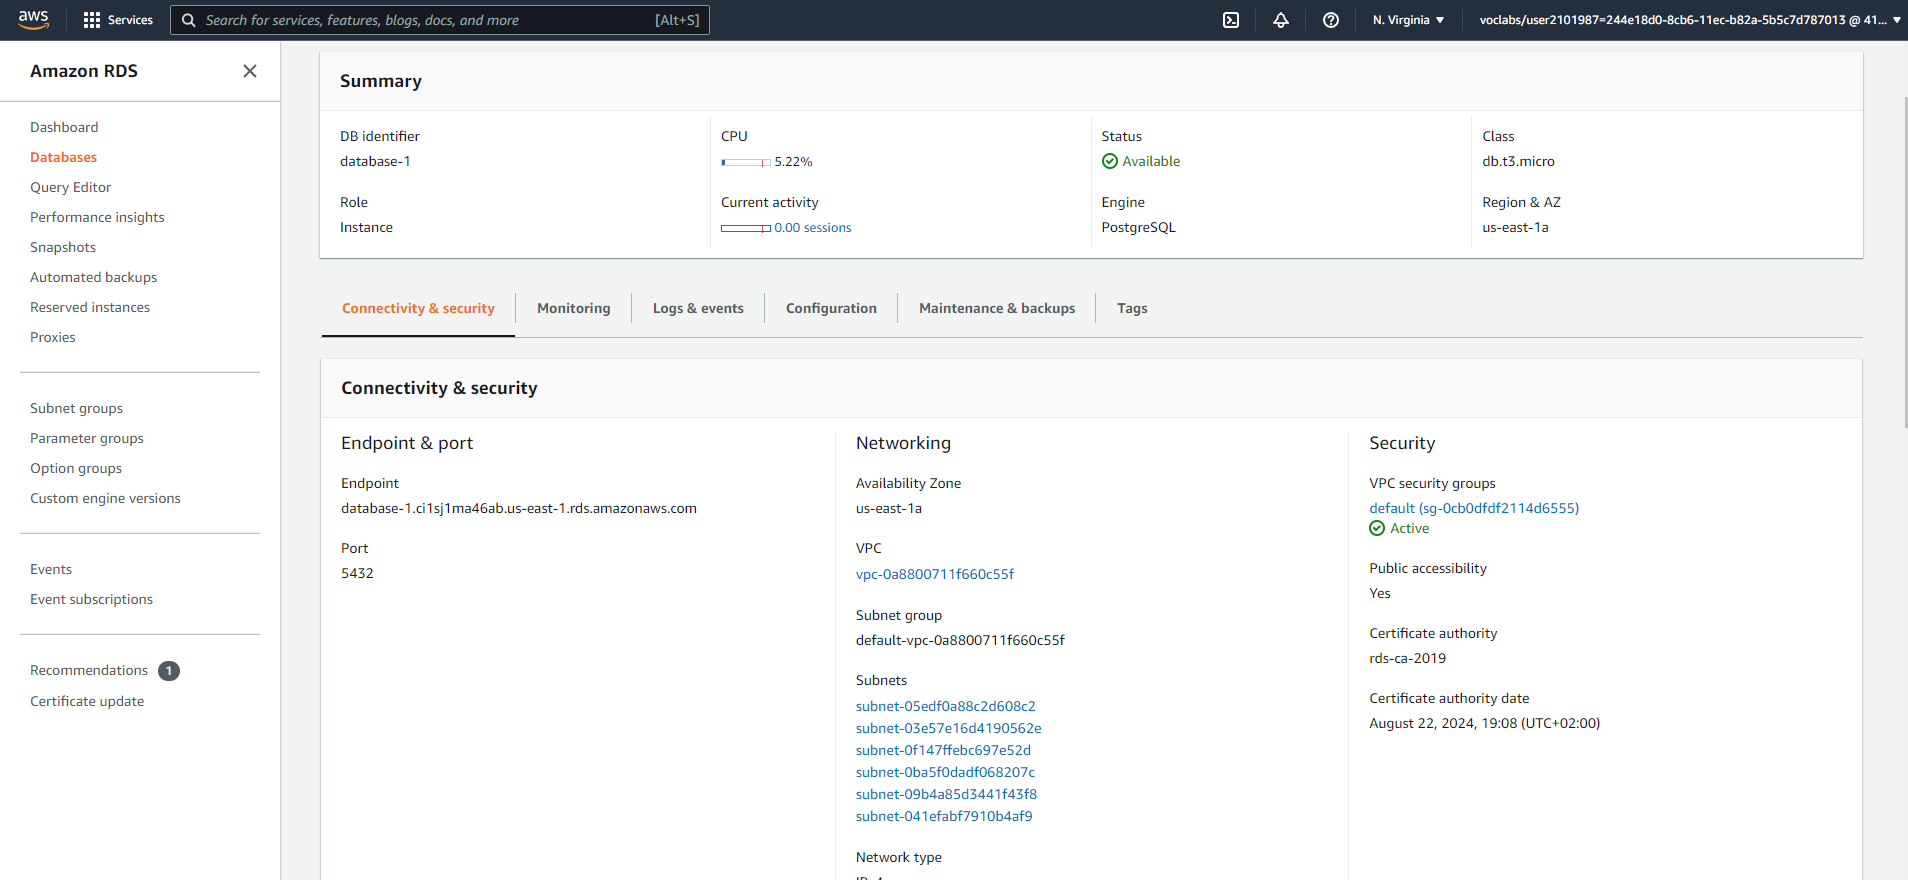 aws
Services
Search for services, features, blogs, docs, and more
[Alt+S]
N. Virginia
voclabs/user2101987=244e18d0-8cb6-11ec-b82a-5b5c7d787013 @ 41...
Amazon RDS
Dashboard
Databases
Query Editor
Performance insights
Snapshots
Automated backups
Reserved instances
Proxies
Subnet groups
Parameter groups
Option groups
Custom engine versions
Events
Event subscriptions
Recommendations 1
Certificate update
Summary
DB identifier
database-1
Role
Instance
CPU
5.22%
Current activity
0.00 sessions
Status
Available
Engine
PostgreSQL
Class
db.t3.micro
Region & AZ
us-east-1a
Connectivity & security
Monitoring
Logs & events
Configuration
Maintenance & backups
Tags
Connectivity & security
Endpoint & port
Endpoint
database-1.ci1sj1ma46ab.us-east-1.rds.amazonaws.com
Port
5432
Networking
Availability Zone
us-east-1a
VPC
vpc-0a8800711f660c55f
Subnet group
default-vpc-0a8800711f660c55f
Subnets
subnet-05edf0a88c2d608c2
subnet-03e57e16d4190562e
subnet-0f147ffebc697e52d
subnet-0ba5f0dadf068207c
subnet-09b4a85d3441f43f8
subnet-041efabf7910b4af9
Network type
Security
VPC security groups
default (sg-0cb0dfdf2114d6555)
Active
Public accessibility
Yes
Certificate authority
rds-ca-2019
Certificate authority date
August 22, 2024, 19:08 (UTC+02:00)